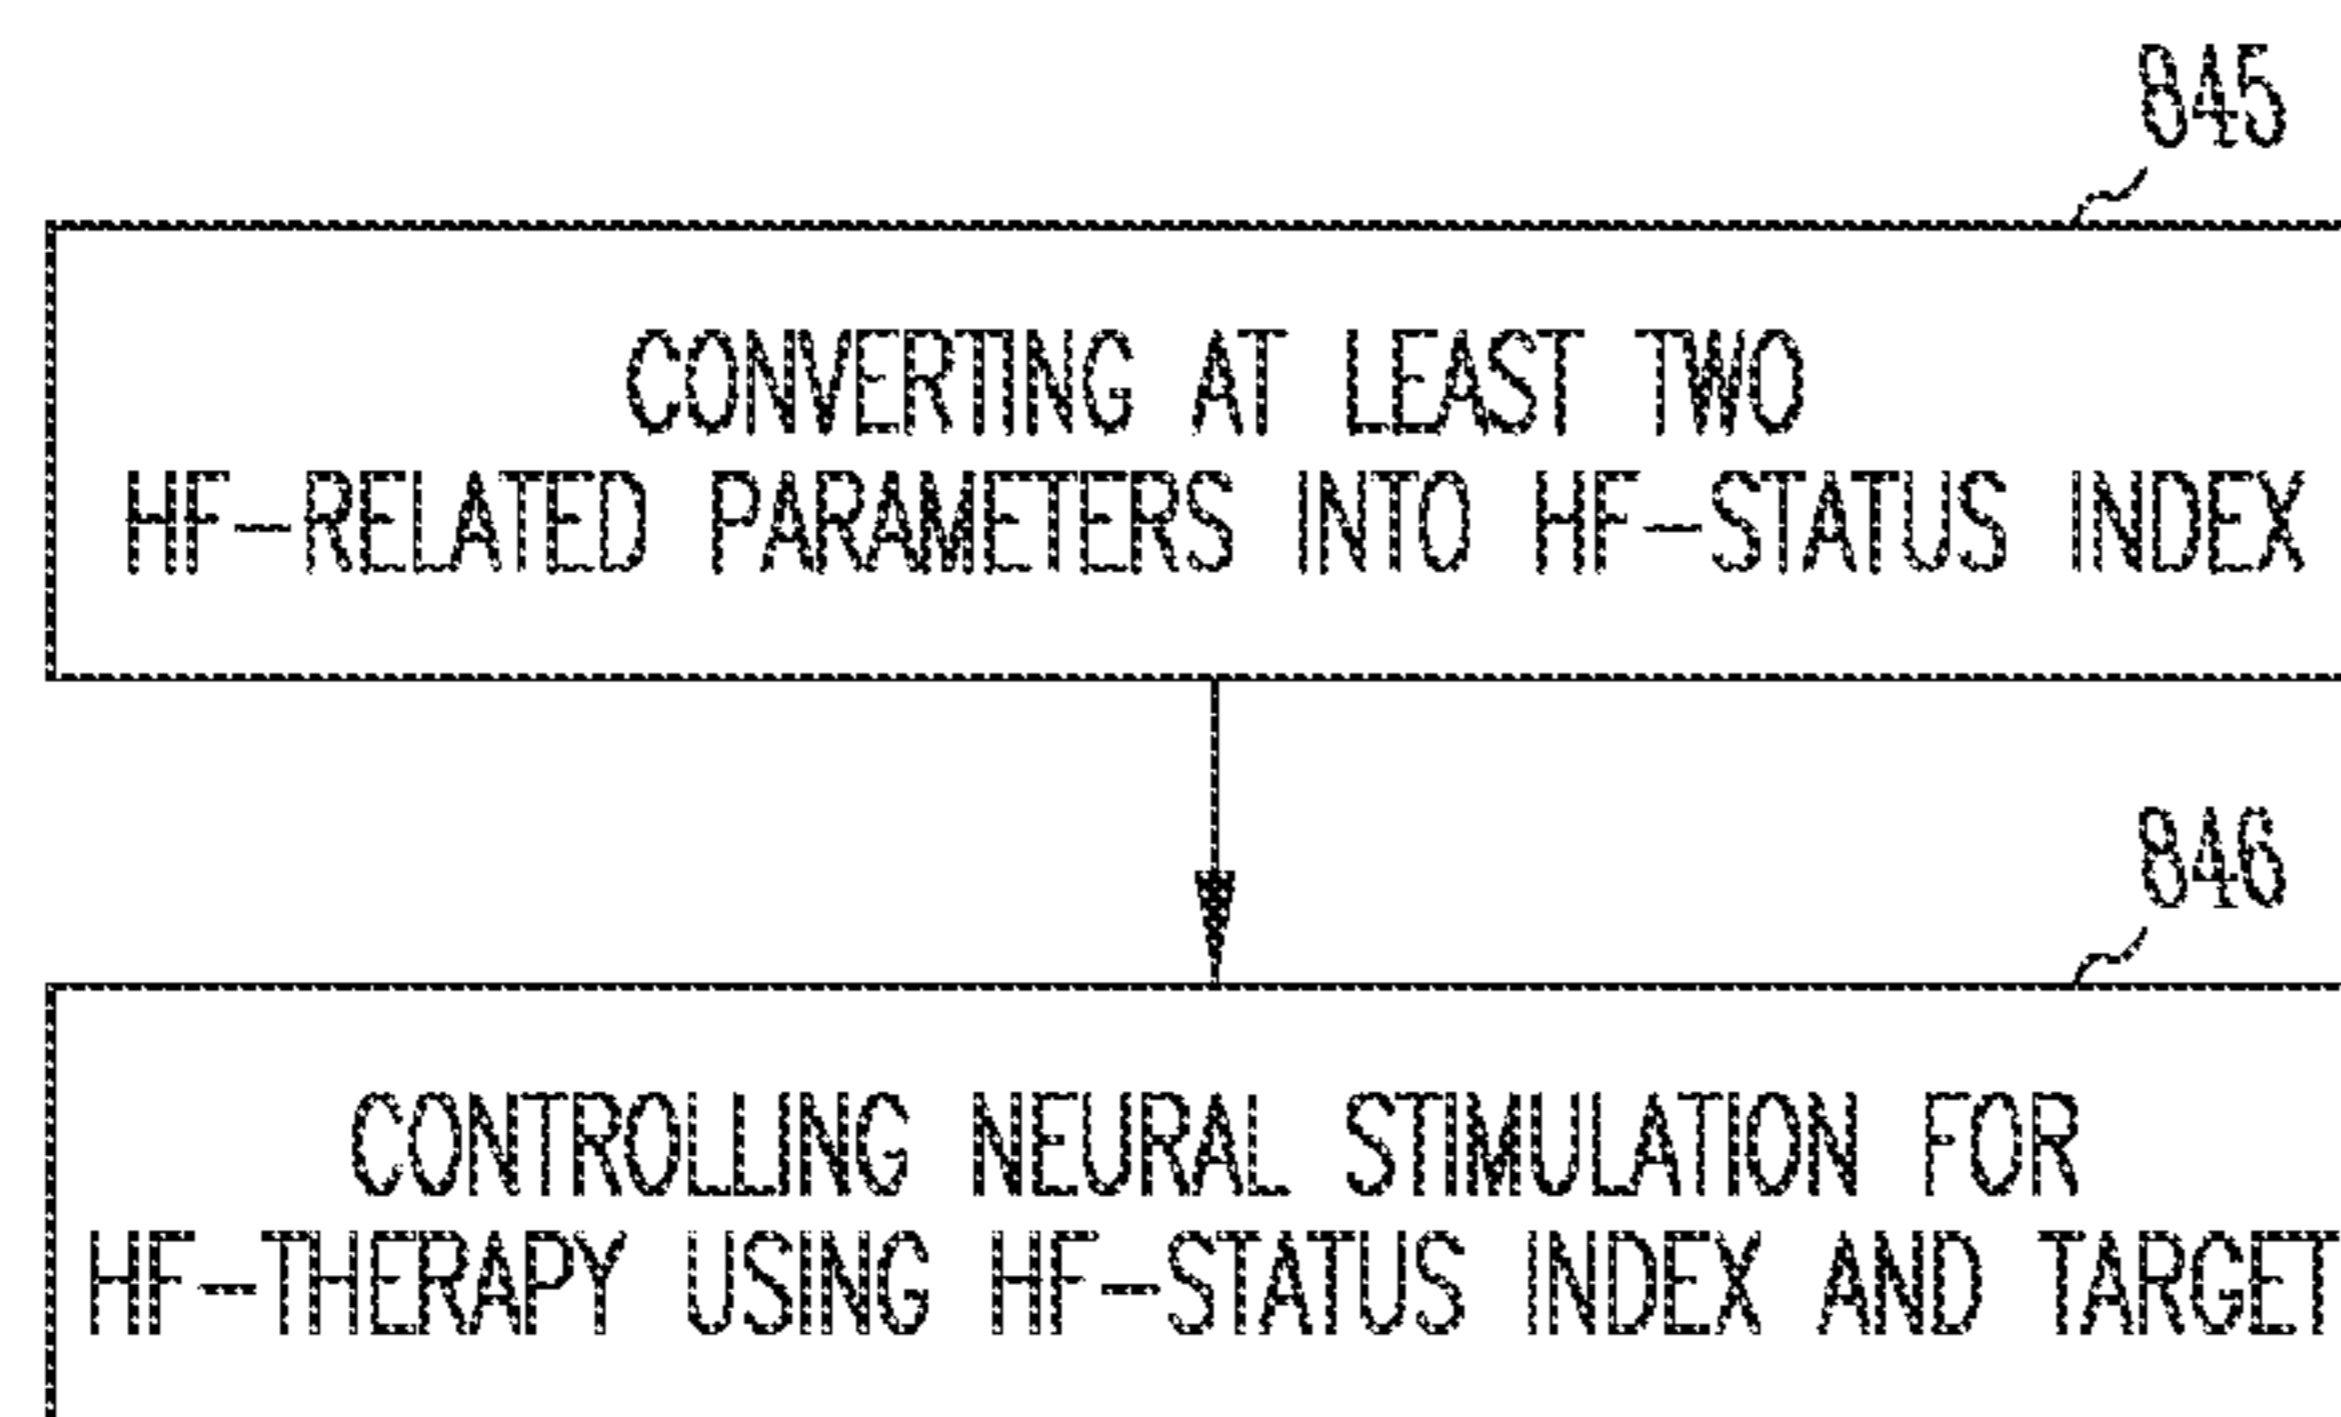 845
CONVERTING AT LEAST TWO
HF-RELATED PARAMETERS INTO HF-STATUS INDEX
846
CONTROLLING NEURAL STIMULATION FOR
HF-THERAPY USING HF-STATUS INDEX AND TARGET